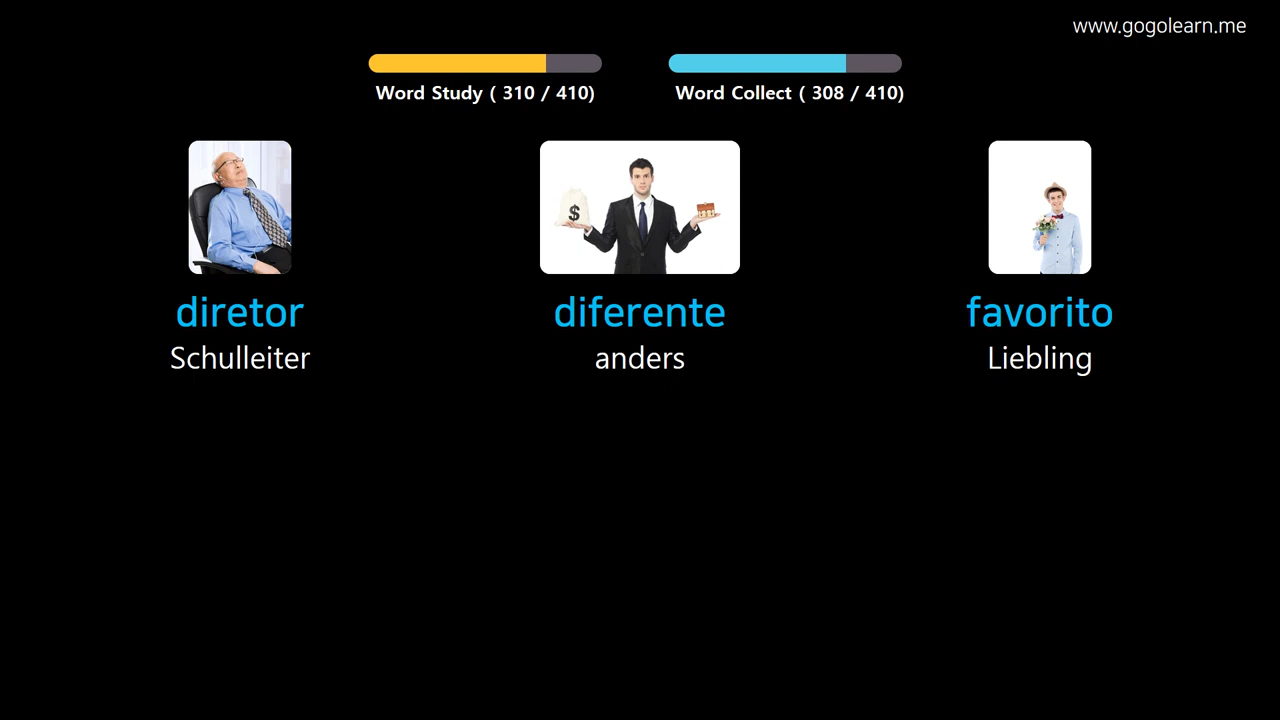 www.gogolearn.me
Word Study ( 310 / 410)
Word Collect ( 308 / 410)
$
diretor
diferente
favorito
Schulleiter
anders
Liebling